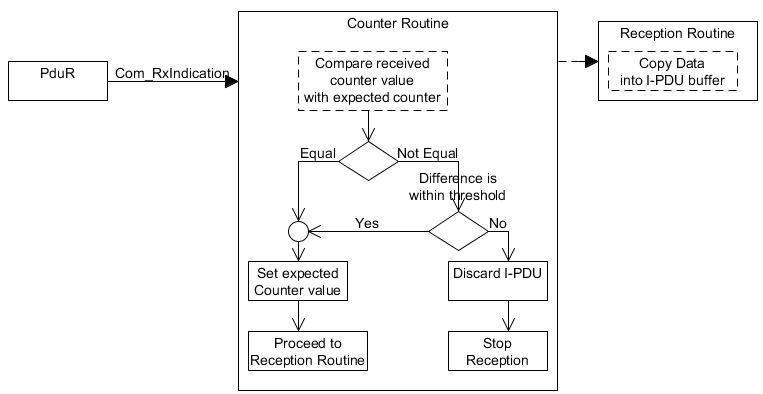 Counter Routine
PduR
Com_RxIndication
Compare received
counter value
with expected counter
Reception Routine
Copy Data
into I-PDU buffer
Equal
Not Equal
Difference is
within threshold
Yes
No
Set expected
Counter value
Discard I-PDU
Proceed to
Reception Routine
Stop
Reception